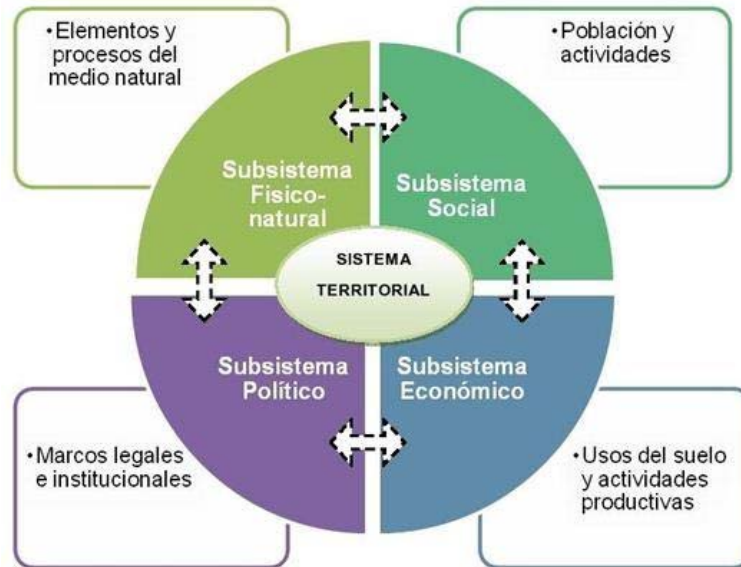 •Elementos y
procesos del
medio natural
•Población y
actividades
Subsistema
Fisico-
natural
Subsistema
Social
SISTEMA
TERRITORIAL
Subsistema
Político
Subsistema
Económico
•Marcos legales
e institucionales
•Usos del suelo
y actividades
productivas